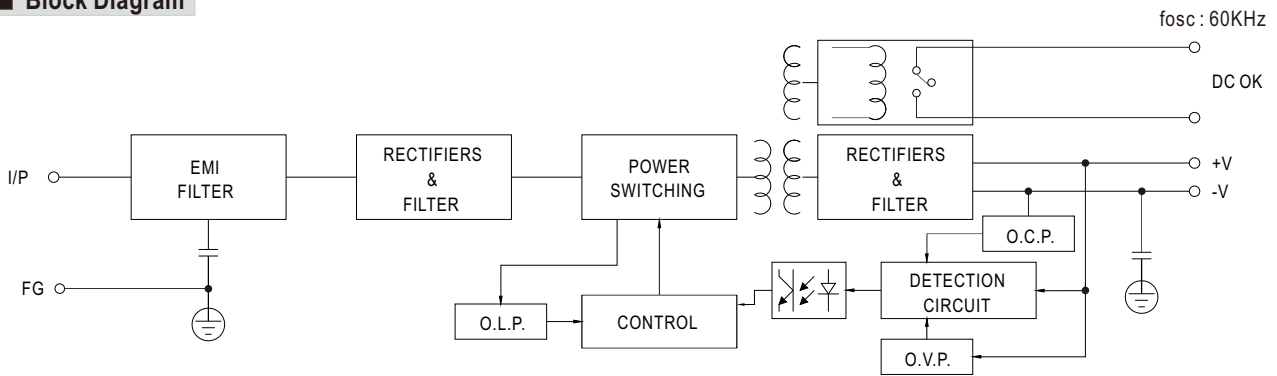 ■ Block Diagram
fosc : 60KHz
DC OK
I/P
EMI
FILTER
RECTIFIERS
&
FILTER
POWER
SWITCHING
RECTIFIERS
&
FILTER
+V
-V
O.C.P.
FG
O.L.P.
CONTROL
DETECTION
CIRCUIT
O.V.P.